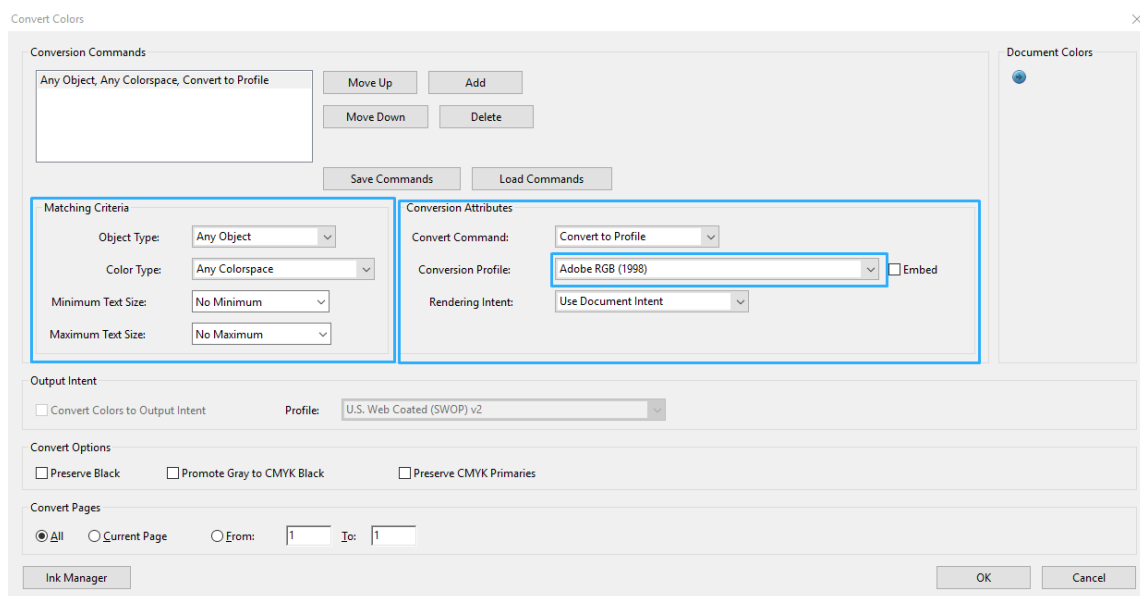 Convert Colors
Conversion Commands
Document Colors
Any Object, Any Colorspace, Convert to Profile
Move Up
Add
Move Down
Delete
Save Commands
Load Commands
Matching Criteria
Object Type: Any Object
Color Type: Any Colorspace
Minimum Text Size: No Minimum
Maximum Text Size: No Maximum
Conversion Attributes
Convert Command: Convert to Profile
Conversion Profile: Adobe RGB (1998) Embed
Rendering Intent: Use Document Intent
Output Intent
Convert Colors to Output Intent Profile: U.S. Web Coated (SWOP) v2
Convert Options
Preserve Black Promote Gray to CMYK Black Preserve CMYK Primaries
Convert Pages
All Current Page From: 1 To: 1
Ink Manager OK Cancel